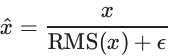 x̂ = x / (RMS(x) + ϵ)